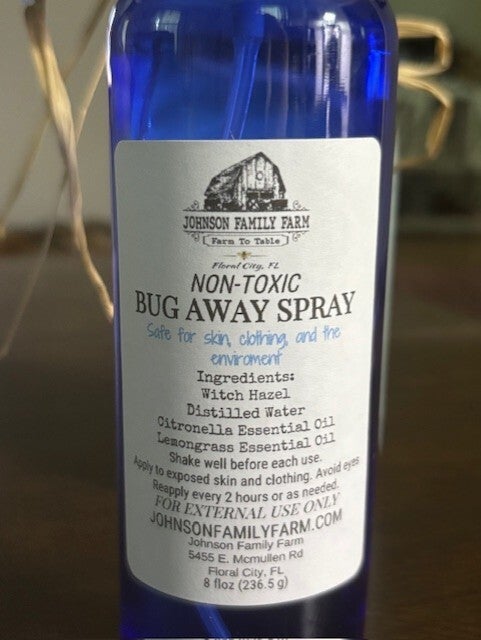 JOHNSON FAMILY FARM
Farm To Table
Floral City, FL
NON-TOXIC
BUG AWAY SPRAY
Safe for skin, clothing, and the
enviroment
Ingredients:
Witch Hazel
Distilled Water
Citronella Essential Oil
Lemongrass Essential Oil
Shake well before each use.
Apply to exposed skin and clothing. Avoid eyes
Reapply every 2 hours or as needed.
FOR EXTERNAL USE ONLY
JOHNSONFAMILYFARM.COM
Johnson Family Farm
5455 E. Mcmullen Rd
Floral City, FL
8 floz (236.5 g)